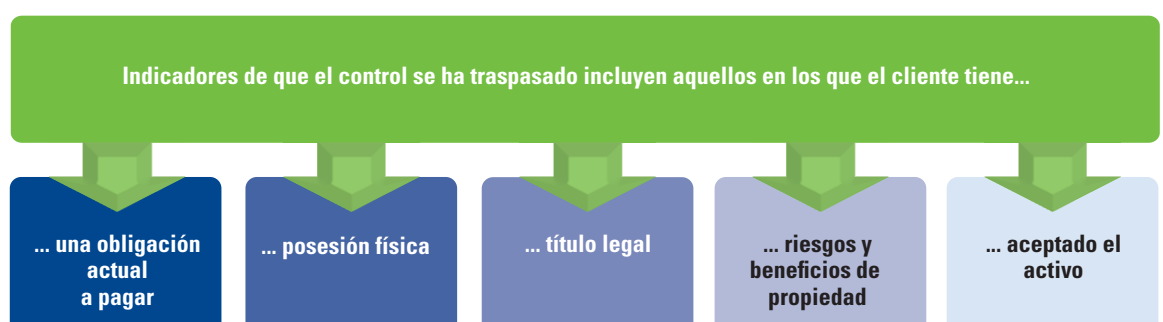 Indicadores de que el control se ha traspasado incluyen aquellos en los que el cliente tiene...
... una obligación
actual
a pagar
... posesión física
... título legal
... riesgos y
beneficios de
propiedad
... aceptado el
activo